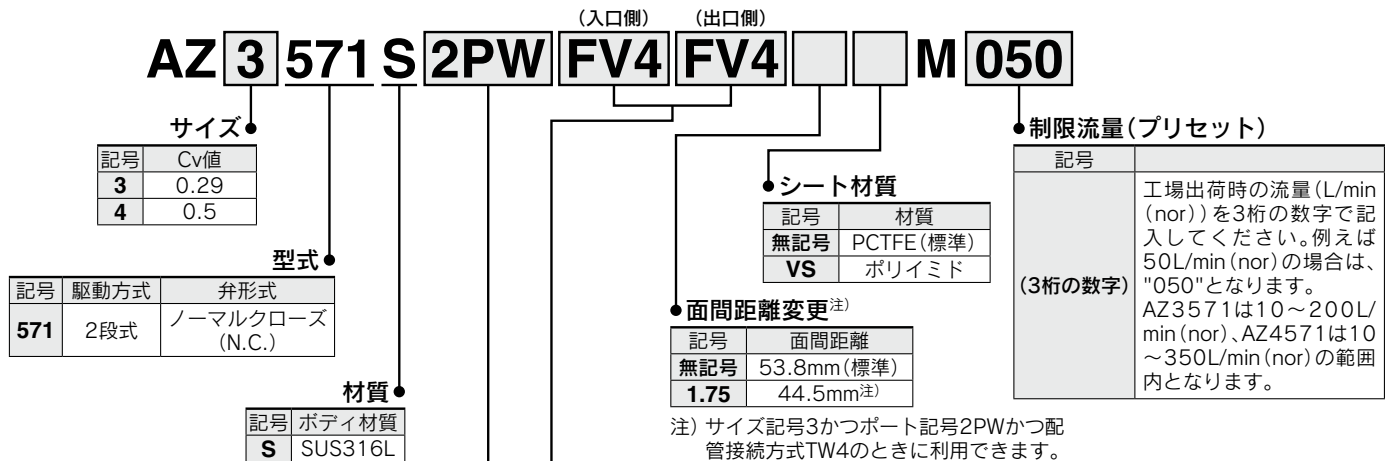 (入口側) (出口側)
AZ 3 571 S 2PW FV4 FV4 M 050
サイズ
記号 Cv値
3 0.29
4 0.5
型式
記号 駆動方式 弁形式
571 2段式 ノーマルクローズ
(N.C.)
材質
記号 ボディ材質
S SUS316L
シート材質
記号 材質
無記号 PCTFE(標準)
VS ポリイミド
面間距離変更注)
記号 面間距離
無記号 53.8mm(標準)
1.75 44.5mm注)
注) サイズ記号3かつポート記号2PWかつ配
管接続方式TW4のときに利用できます。
制限流量(プリセット)
記号
(3桁の数字)
工場出荷時の流量(L/min
(nor))を3桁の数字で記
入してください。例えば
50L/min(nor)の場合は、
"050"となります。
AZ3571は10～200L/
min(nor)、AZ4571は10
～350L/min(nor)の範囲
内となります。